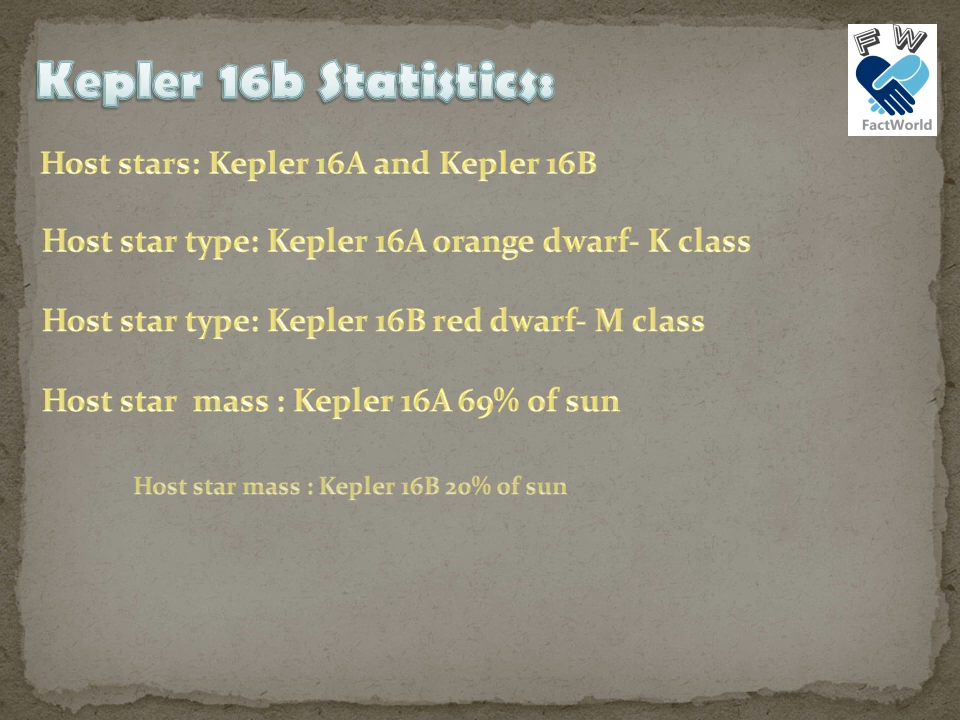 Kepler 16b Statistics:
FW
FactWorld
Host stars: Kepler 16A and Kepler 16B
Host star type: Kepler 16A orange dwarf- K class
Host star type: Kepler 16B red dwarf- M class
Host star  mass : Kepler 16A 69% of sun
Host star mass : Kepler 16B 20% of sun